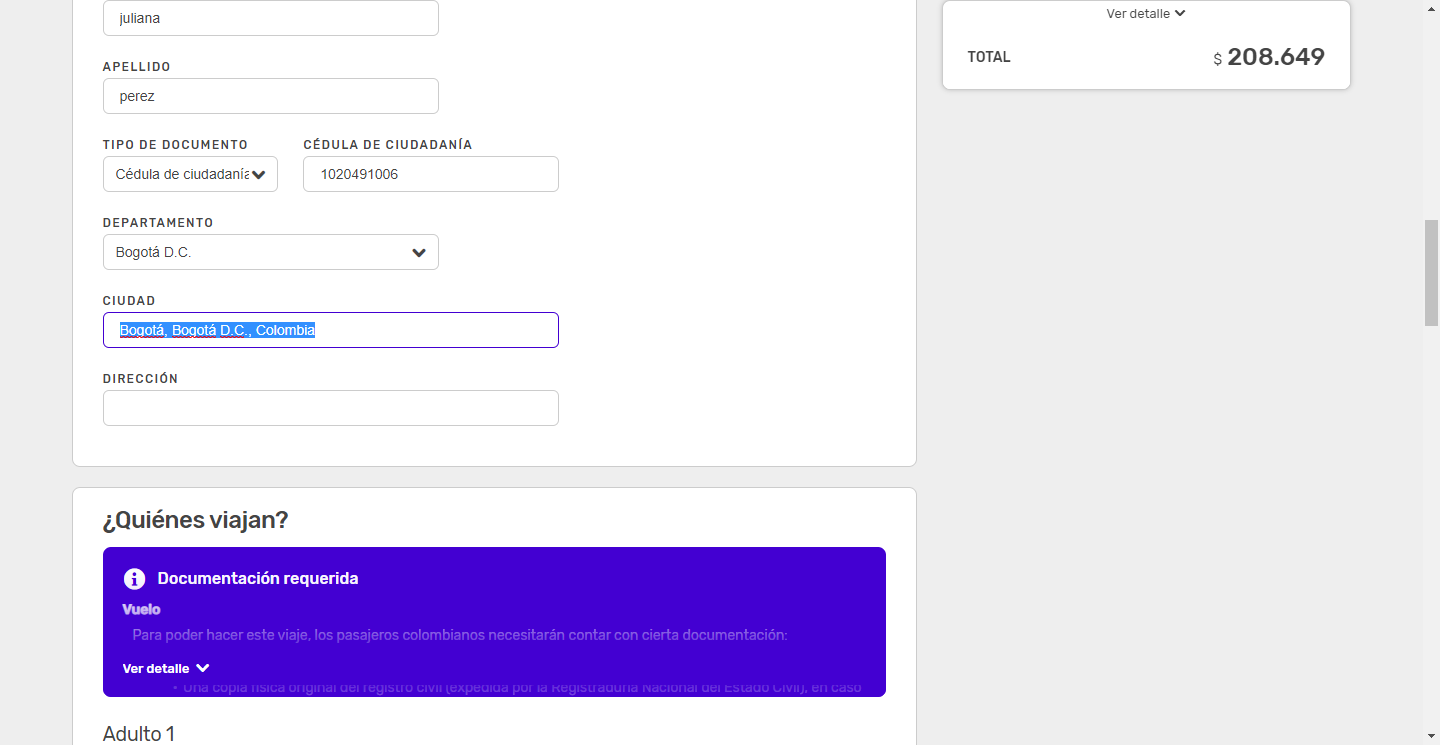 juliana
APELLIDO
perez
TIPO DE DOCUMENTO
CÉDULA DE CIUDADANÍA
Cédula de ciudadanía
1020491006
DEPARTAMENTO
Bogotá D.C.
CIUDAD
Bogotá, Bogotá D.C., Colombia
DIRECCIÓN
Ver detalle
TOTAL
$ 208.649
¿Quiénes viajan?
Documentación requerida
Vuelo
Para poder hacer este viaje, los pasajeros colombianos necesitarán contar con cierta documentación:
Ver detalle
• Una copia física original del registro civil (expedida por la Registraduría Nacional del Estado Civil), en caso
Adulto 1